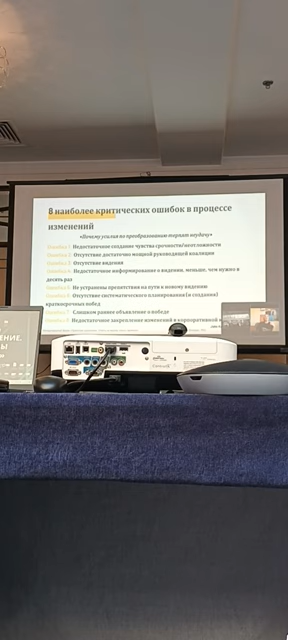 8 наиболее критических ошибок в процессе
изменений
«Почему усилия по преобразованию терпят неудачу»
Ошибка 1: Недостаточное создание чувства срочности/неотложности
Ошибка 2: Отсутствие достаточно мощной руководящей коалиции
Ошибка 3: Отсутствие видения
Ошибка 4: Недостаточное информирование о видении, меньше, чем нужно в
десять раз
Ошибка 5: Не устранены препятствия на пути к новому видению
Ошибка 6: Отсутствие систематического планирования (и создания)
краткосрочных побед
Ошибка 7: Слишком раннее объявление о победе
Ошибка 8: Недостаточное закрепление изменений в корпоративной
ЕНИЕ.
Ы